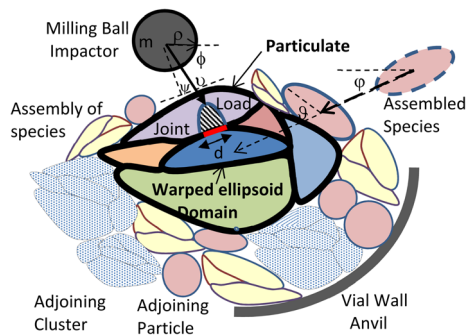 Milling Ball
Impactor
m
ρ
ϕ
υ
Particulate
φ
Assembly of
species
Load
Joint
ϑ
Assembled
Species
d
Warped ellipsoid
Domain
Adjoining
Cluster
Adjoining
Particle
Vial Wall
Anvil